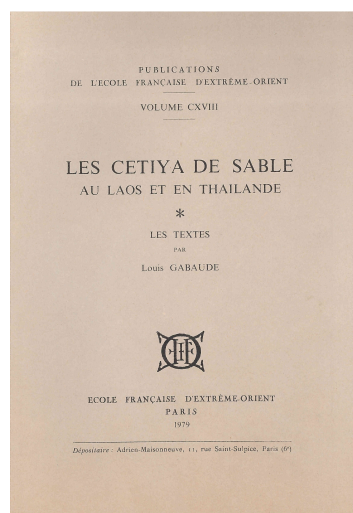 PUBLICATIONS
DE L'ECOLE FRANÇAISE D'EXTRÊME-ORIENT
VOLUME CXVIII
LES CETIYA DE SABLE
AU LAOS ET EN THAILANDE
*
LES TEXTES
PAR
Louis GABAUDE
ECOLE FRANÇAISE D'EXTRÊME-ORIENT
PARIS
1979
Dépositaire : Adrien-Maisonneuve, 11, rue Saint-Sulpice, Paris (6e)